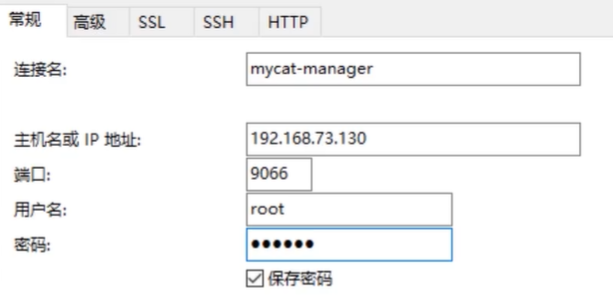 常规 高级 SSL SSH HTTP
连接名: mycat-manager
主机名或 IP 地址: 192.168.73.130
端口: 9066
用户名: root
密码: ●●●●●●
保存密码